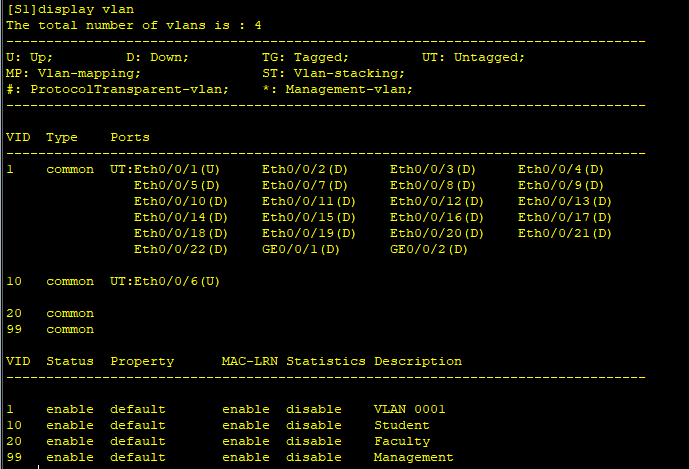 [S1]display vlan
The total number of vlans is : 4
--------------------------------------------------------------------------------
U: Up;         D: Down;         TG: Tagged;         UT: Untagged;
MP: Vlan-mapping;               ST: Vlan-stacking;
#: ProtocolTransparent-vlan;    *: Management-vlan;
--------------------------------------------------------------------------------
VID  Type    Ports
--------------------------------------------------------------------------------
1    common  UT:Eth0/0/1(U)     Eth0/0/2(D)     Eth0/0/3(D)     Eth0/0/4(D)
                Eth0/0/5(D)     Eth0/0/7(D)     Eth0/0/8(D)     Eth0/0/9(D)
                Eth0/0/10(D)    Eth0/0/11(D)    Eth0/0/12(D)    Eth0/0/13(D)
                Eth0/0/14(D)    Eth0/0/15(D)    Eth0/0/16(D)    Eth0/0/17(D)
                Eth0/0/18(D)    Eth0/0/19(D)    Eth0/0/20(D)    Eth0/0/21(D)
                Eth0/0/22(D)    GE0/0/1(D)      GE0/0/2(D)
10   common  UT:Eth0/0/6(U)
20   common
99   common
VID  Status  Property      MAC-LRN Statistics Description
--------------------------------------------------------------------------------
1    enable  default       enable  disable    VLAN 0001
10   enable  default       enable  disable    Student
20   enable  default       enable  disable    Faculty
99   enable  default       enable  disable    Management